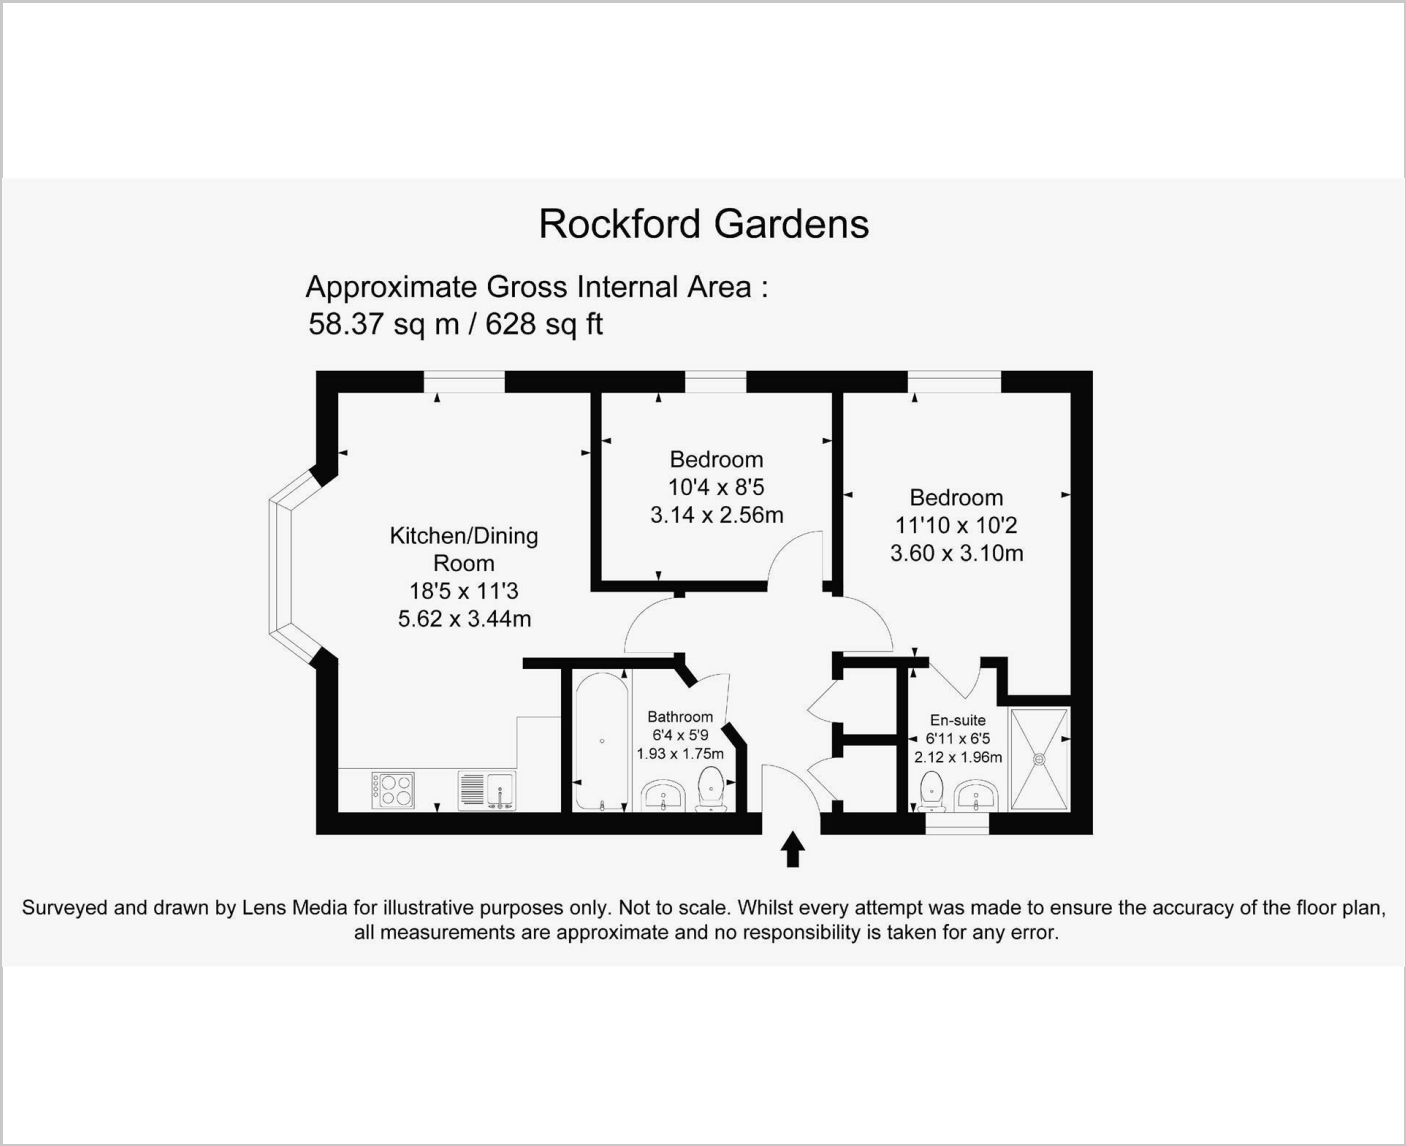 Rockford Gardens
Approximate Gross Internal Area :
58.37 sq m / 628 sq ft
Kitchen/Dining
Room
18'5 x 11'3
5.62 x 3.44m
Bedroom
10'4 x 8'5
3.14 x 2.56m
Bedroom
11'10 x 10'2
3.60 x 3.10m
Bathroom
6'4 x 5'9
1.93 x 1.75m
En-suite
6'11 x 6'5
2.12 x 1.96m
Surveyed and drawn by Lens Media for illustrative purposes only. Not to scale. Whilst every attempt was made to ensure the accuracy of the floor plan,
all measurements are approximate and no responsibility is taken for any error.